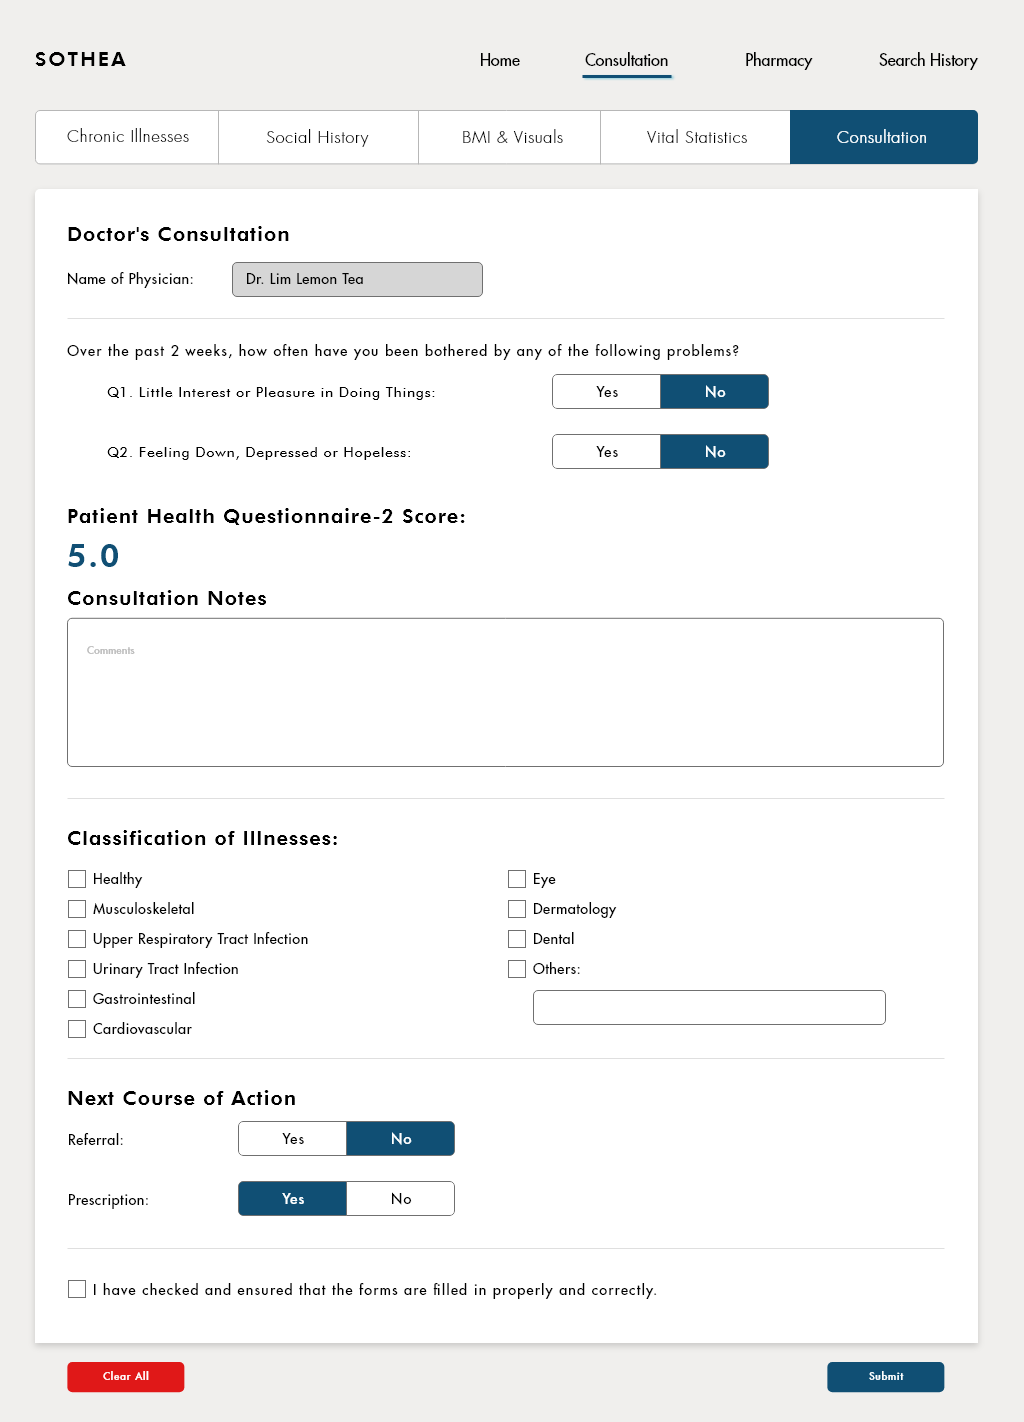 SOTHEA
Home Consultation Pharmacy Search History
Chronic Illnesses Social History BMI & Visuals Vital Statistics Consultation
Doctor's Consultation
Name of Physician: Dr. Lim Lemon Tea
Over the past 2 weeks, how often have you been bothered by any of the following problems?
Q1. Little Interest or Pleasure in Doing Things: Yes No
Q2. Feeling Down, Depressed or Hopeless: Yes No
Patient Health Questionnaire-2 Score:
5.0
Consultation Notes
Comments
Classification of Illnesses:
Healthy
Musculoskeletal
Upper Respiratory Tract Infection
Urinary Tract Infection
Gastrointestinal
Cardiovascular
Eye
Dermatology
Dental
Others:
Next Course of Action
Referral: Yes No
Prescription: Yes No
I have checked and ensured that the forms are filled in properly and correctly.
Clear All Submit